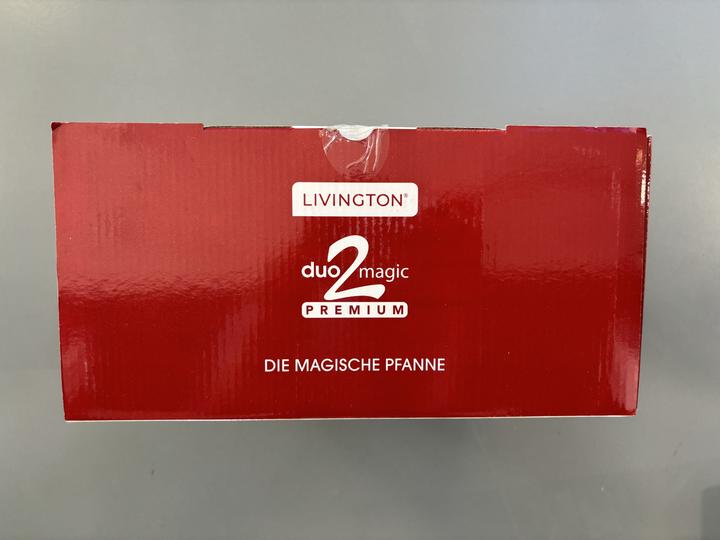 LIVINGTON®
duo2magic
PREMIUM
DIE MAGISCHE PFANNE